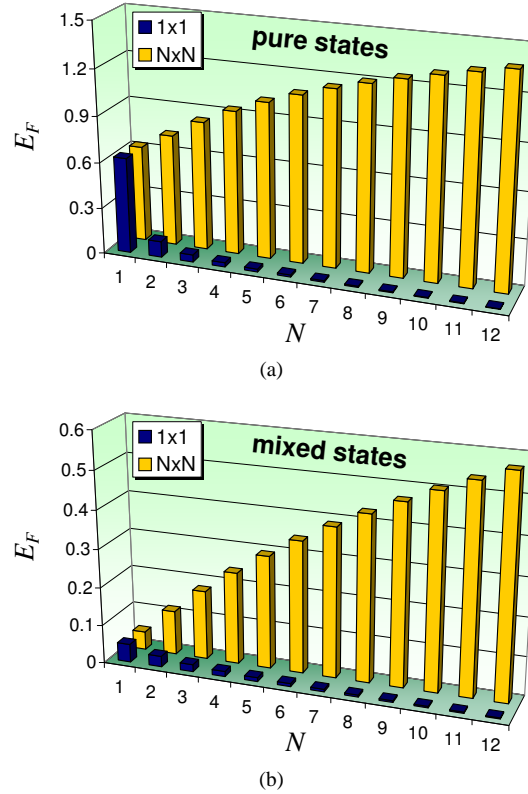 1.5
1.2
0.9
0.6
0.3
0
E_F
1x1
NxN
pure states
1 2 3 4 5 6 7 8 9 10 11 12
N
(a)
0.6
0.5
0.4
0.3
0.2
0.1
0
E_F
1x1
NxN
mixed states
1 2 3 4 5 6 7 8 9 10 11 12
N
(b)